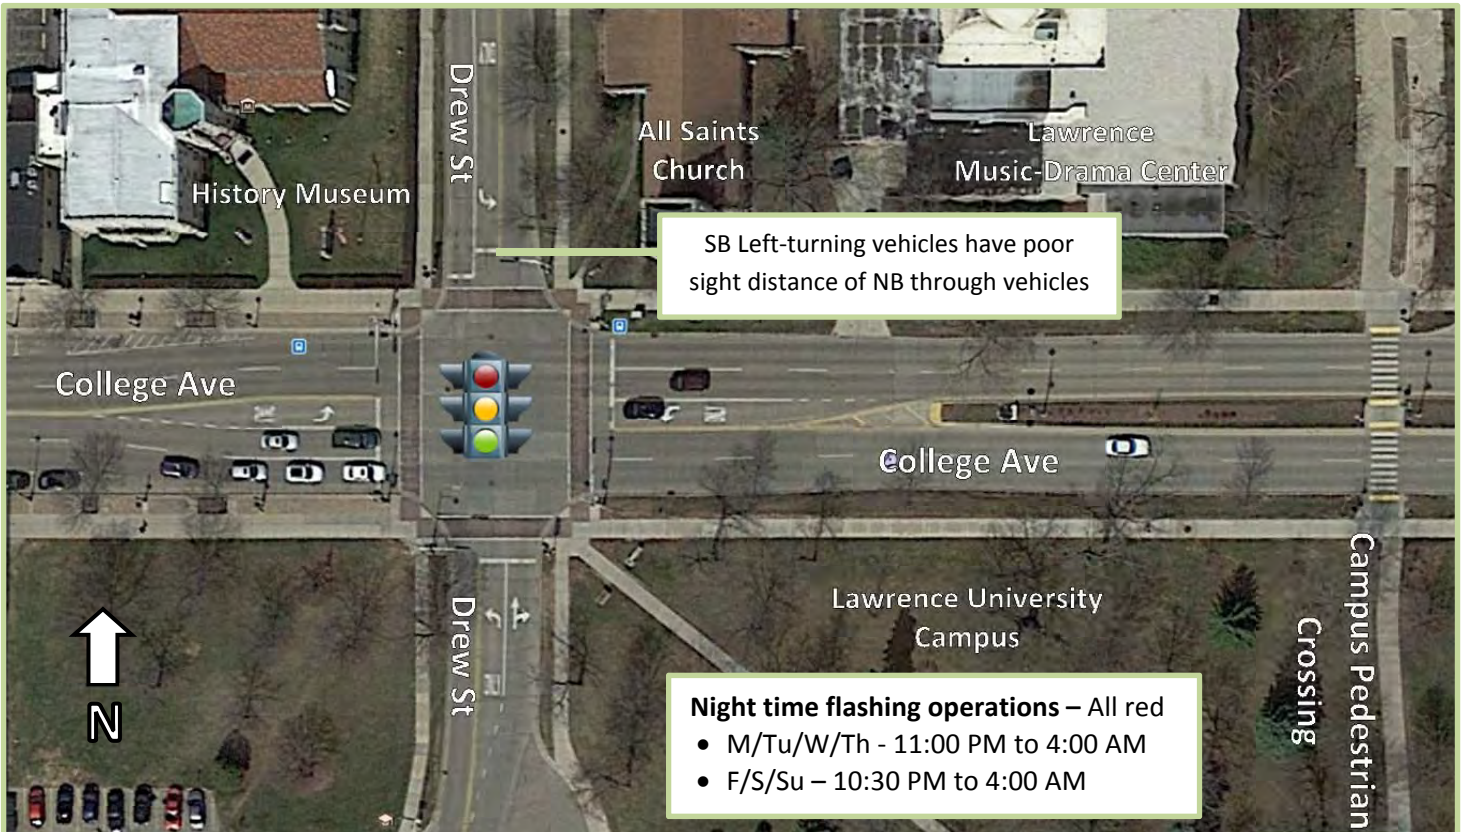 Drew St
All Saints
Church
Lawrence
Music-Drama Center
History Museum
SB Left-turning vehicles have poor
sight distance of NB through vehicles
College Ave
College Ave
Lawrence University
Campus
Drew St
Campus Pedestrian
Crossing
N
Night time flashing operations – All red
• M/Tu/W/Th - 11:00 PM to 4:00 AM
• F/S/Su – 10:30 PM to 4:00 AM